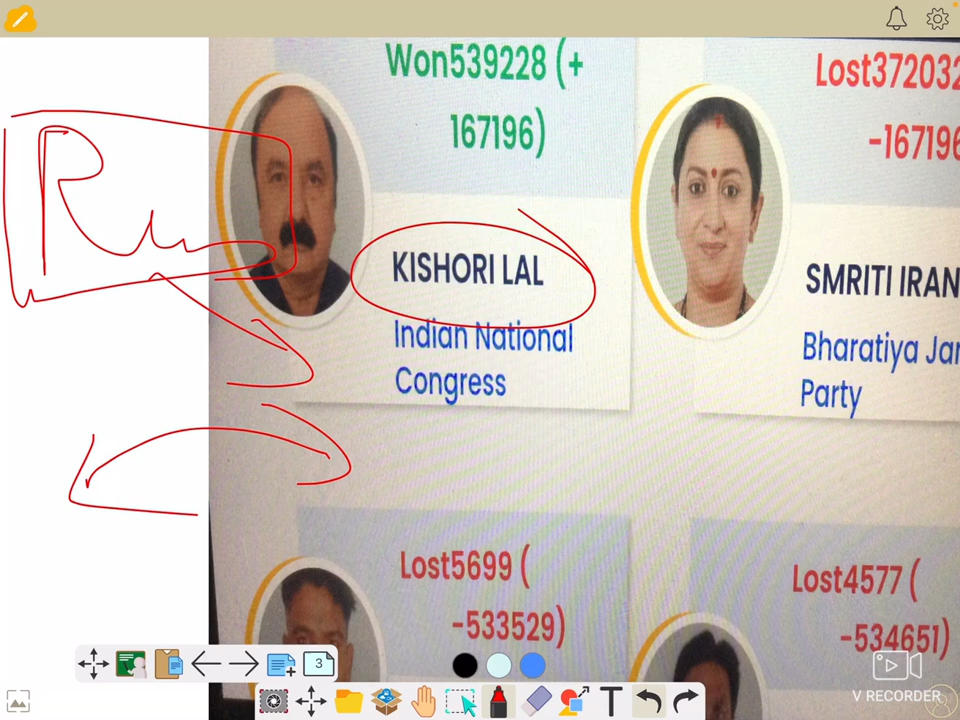 Won539228 (+
167196)
KISHORI LAL
Indian National
Congress
Lost372032
-167196
SMRITI IRAN
Bharatiya Jan
Party
Lost5699 (
-533529)
Lost4577 (
-534651)
3
V RECORDER